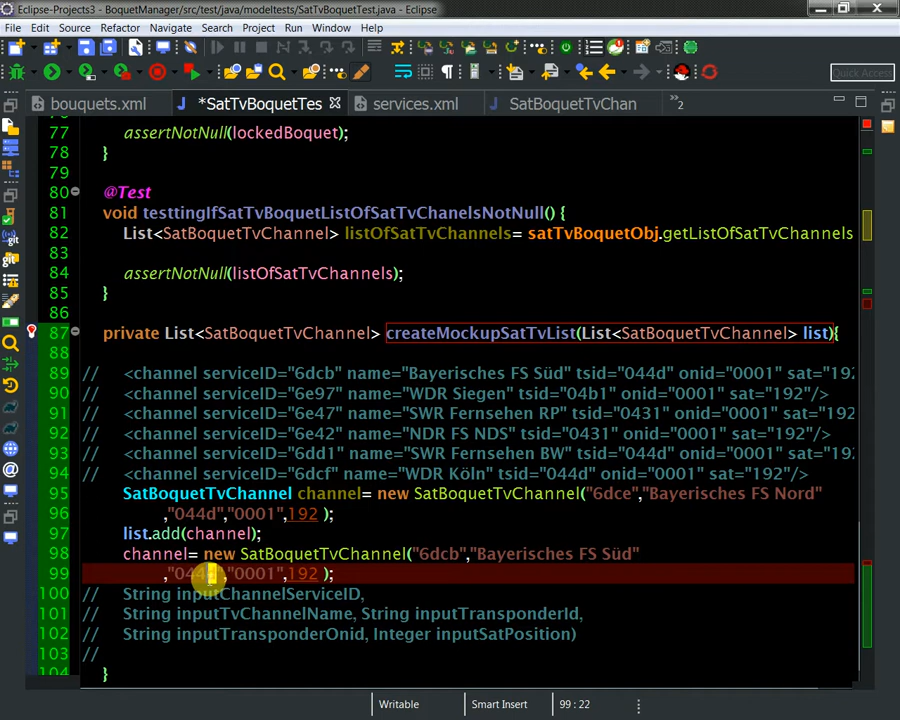 Eclipse-Projects3 - BoquetManager/src/test/java/modeltests/SatTvBoquetTest.java - Eclipse
File Edit Source Refactor Navigate Search Project Run Window Help
Quick Access
bouquets.xml *SatTvBoquetTes services.xml SatBoquetTvChan »2
77 assertNotNull(lockedBoquet);
78 }
79
80 @Test
81 void testtingIfSatTvBoquetListOfSatTvChanelsNotNull() {
82 List<SatBoquetTvChannel> listOfSatTvChannels= satTvBoquetObj.getListOfSatTvChannels
83
84 assertNotNull(listOfSatTvChannels);
85 }
86
87 private List<SatBoquetTvChannel> createMockupSatTvList(List<SatBoquetTvChannel> list){
88
89 // <channel serviceID="6dcb" name="Bayerisches FS Süd" tsid="044d" onid="0001" sat="192
90 // <channel serviceID="6e97" name="WDR Siegen" tsid="04b1" onid="0001" sat="192"/>
91 // <channel serviceID="6e47" name="SWR Fernsehen RP" tsid="0431" onid="0001" sat="192
92 // <channel serviceID="6e42" name="NDR FS NDS" tsid="0431" onid="0001" sat="192"/>
93 // <channel serviceID="6dd1" name="SWR Fernsehen BW" tsid="044d" onid="0001" sat="192
94 // <channel serviceID="6dcf" name="WDR Köln" tsid="044d" onid="0001" sat="192"/>
95 SatBoquetTvChannel channel= new SatBoquetTvChannel("6dce","Bayerisches FS Nord"
96 ,"044d","0001",192 );
97 list.add(channel);
98 channel= new SatBoquetTvChannel("6dcb","Bayerisches FS Süd"
99 ,"044d","0001",192 );
100 // String inputChannelServiceID,
101 // String inputTvChannelName, String inputTransponderId,
102 // String inputTransponderOnid, Integer inputSatPosition)
103 //
104 }
Writable Smart Insert 99 : 22